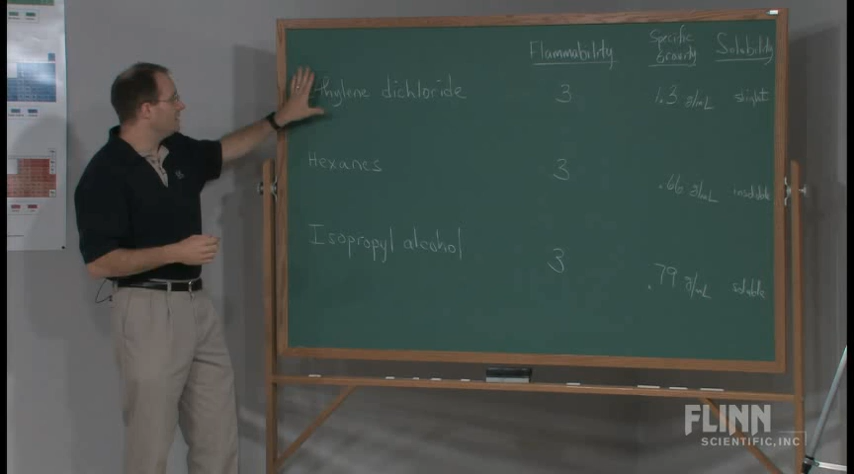 Flammability Specific Gravity Solubility
Ethylene dichloride 3 1.3 g/mL slight
Hexanes 3 .66 g/mL insoluble
Isopropyl alcohol 3 .79 g/mL soluble
FLINN
SCIENTIFIC, INC